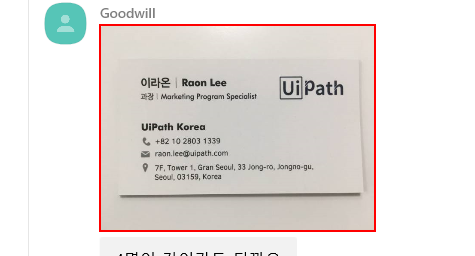 Goodwill
이라온 | Raon Lee
과장 | Marketing Program Specialist
UiPath
UiPath Korea
+82 10 2803 1339
raon.lee@uipath.com
7F, Tower 1, Gran Seoul, 33 Jong-ro, Jongno-gu,
Seoul, 03159, Korea